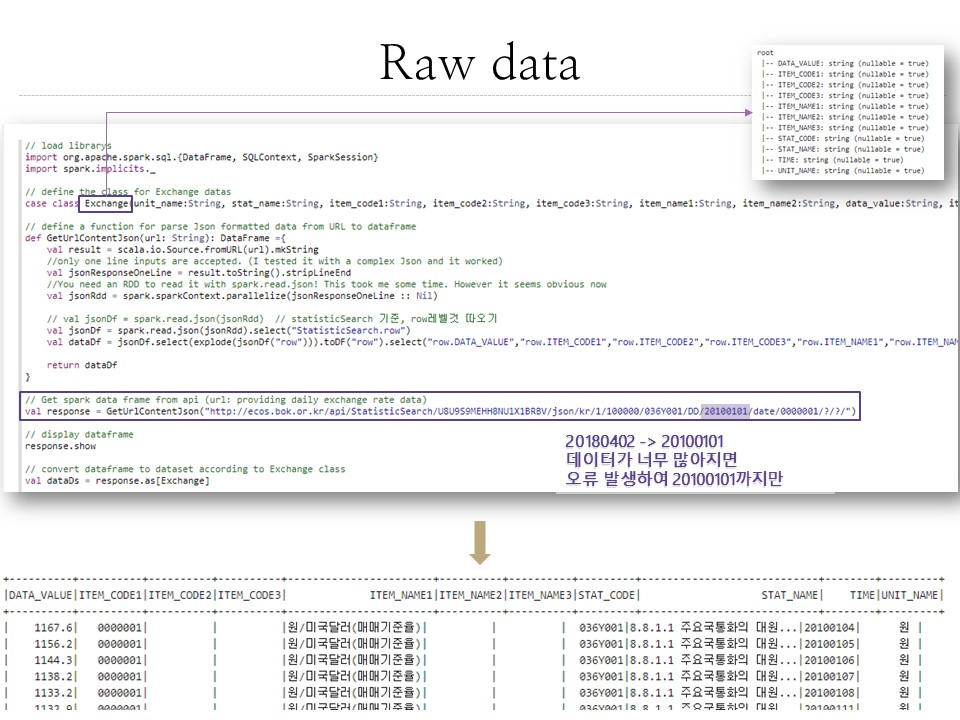 Raw data
root
|-- DATA_VALUE: string (nullable = true)
|-- ITEM_CODE1: string (nullable = true)
|-- ITEM_CODE2: string (nullable = true)
|-- ITEM_CODE3: string (nullable = true)
|-- ITEM_NAME1: string (nullable = true)
|-- ITEM_NAME2: string (nullable = true)
|-- ITEM_NAME3: string (nullable = true)
|-- STAT_CODE: string (nullable = true)
|-- STAT_NAME: string (nullable = true)
|-- TIME: string (nullable = true)
|-- UNIT_NAME: string (nullable = true)
// load librarys
import org.apache.spark.sql.{DataFrame, SQLContext, SparkSession}
import spark.implicits._
// define the class for Exchange datas
case class Exchange(unit_name:String, stat_name:String, item_code1:String, item_code2:String, item_code3:String, item_name1:String, item_name2:String, data_value:String, it
// define a function for parse Json formatted data from URL to dataframe
def GetUrlContentJson(url: String): DataFrame ={
val result = scala.io.Source.fromURL(url).mkString
//only one line inputs are accepted. (I tested it with a complex Json and it worked)
val jsonResponseOneLine = result.toString().stripLineEnd
//You need an RDD to read it with spark.read.json! This took me some time. However it seems obvious now
val jsonRdd = spark.sparkContext.parallelize(jsonResponseOneLine :: Nil)
// val jsonDf = spark.read.json(jsonRdd) // statisticSearch 기준, row레벨것 따오기
val jsonDf = spark.read.json(jsonRdd).select("StatisticSearch.row")
val dataDf = jsonDf.select(explode(jsonDf("row"))).toDF("row").select("row.DATA_VALUE","row.ITEM_CODE1","row.ITEM_CODE2","row.ITEM_CODE3","row.ITEM_NAME1","row.ITEM_NAM
return dataDf
}
// Get spark data frame from api (url: providing daily exchange rate data)
val response = GetUrlContentJson("http://ecos.bok.or.kr/api/StatisticSearch/U8U9S9MEHH8NU1X1BRBV/json/kr/1/100000/036Y001/DD/20100101/date/0000001/?/?/")
// display dataframe
response.show
// convert dataframe to dataset according to Exchange class
val dataDs = response.as[Exchange]
20180402 -> 20100101
데이터가 너무 많아지면
오류 발생하여 20100101까지만
|DATA_VALUE|ITEM_CODE1|ITEM_CODE2|ITEM_CODE3| ITEM_NAME1|ITEM_NAME2|ITEM_NAME3|STAT_CODE| STAT_NAME| TIME|UNIT_NAME|
| 1167.6| 0000001| | |원/미국달러(매매기준율)| | | 036Y001|8.8.1.1 주요국통화의 대원...|20100104| 원 |
| 1156.2| 0000001| | |원/미국달러(매매기준율)| | | 036Y001|8.8.1.1 주요국통화의 대원...|20100105| 원 |
| 1144.3| 0000001| | |원/미국달러(매매기준율)| | | 036Y001|8.8.1.1 주요국통화의 대원...|20100106| 원 |
| 1138.2| 0000001| | |원/미국달러(매매기준율)| | | 036Y001|8.8.1.1 주요국통화의 대원...|20100107| 원 |
| 1133.2| 0000001| | |원/미국달러(매매기준율)| | | 036Y001|8.8.1.1 주요국통화의 대원...|20100108| 원 |
| 1132.9| 0000001| | |원/미국달러(매매기준율)| | | 036Y001|8.8.1.1 주요국통화의 대원...|20100111| 원 |